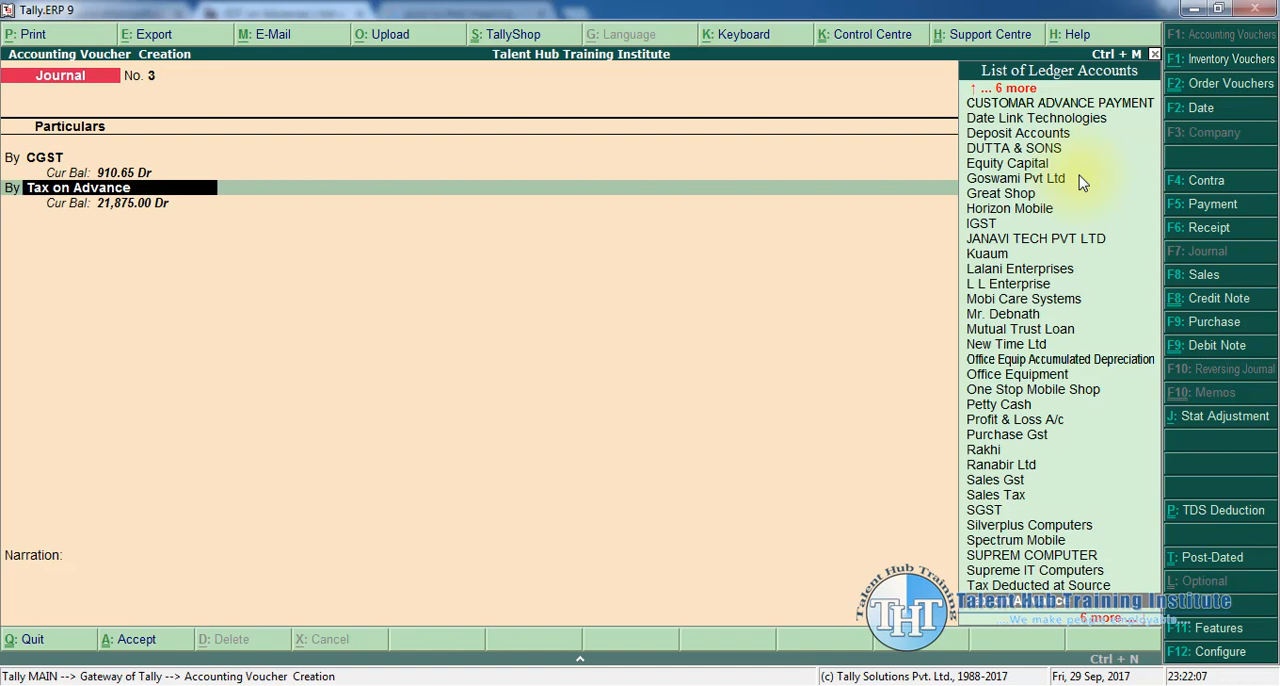 Tally.ERP 9
P: Print
E: Export
M: E-Mail
O: Upload
S: TallyShop
G: Language
K: Keyboard
K: Control Centre
H: Support Centre
H: Help
F1: Accounting Vouchers
Accounting Voucher Creation
Talent Hub Training Institute
Ctrl + M
F1: Inventory Vouchers
Journal
No. 3
List of Ledger Accounts
↑ ... 6 more
F2: Order Vouchers
CUSTOMAR ADVANCE PAYMENT
Date Link Technologies
F2: Date
Particulars
Deposit Accounts
F3: Company
DUTTA & SONS
By CGST
Equity Capital
Cur Bal: 910.65 Dr
Goswami Pvt Ltd
F4: Contra
By Tax on Advance
Great Shop
Cur Bal: 21,875.00 Dr
Horizon Mobile
F5: Payment
IGST
F6: Receipt
JANAVI TECH PVT LTD
Kuaum
F7: Journal
Lalani Enterprises
F8: Sales
L L Enterprise
Mobi Care Systems
F8: Credit Note
Mr. Debnath
Mutual Trust Loan
F9: Purchase
New Time Ltd
F9: Debit Note
Office Equip Accumulated Depreciation
Office Equipment
F10: Reversing Journal
One Stop Mobile Shop
F10: Memos
Petty Cash
Profit & Loss A/c
J: Stat Adjustment
Purchase Gst
Rakhi
Ranabir Ltd
Sales Gst
Sales Tax
SGST
P: TDS Deduction
Silverplus Computers
Spectrum Mobile
Narration:
SUPREM COMPUTER
T: Post-Dated
Supreme IT Computers
Tax Deducted at Source
L: Optional
Talent Hub Training
THT
Talent Hub Training Institute
6 more ...
....We make people employable....
F11: Features
Q: Quit
A: Accept
D: Delete
X: Cancel
F12: Configure
Ctrl + N
Tally MAIN --> Gateway of Tally --> Accounting Voucher Creation
(c) Tally Solutions Pvt. Ltd., 1988-2017
Fri, 29 Sep, 2017
23:22:07